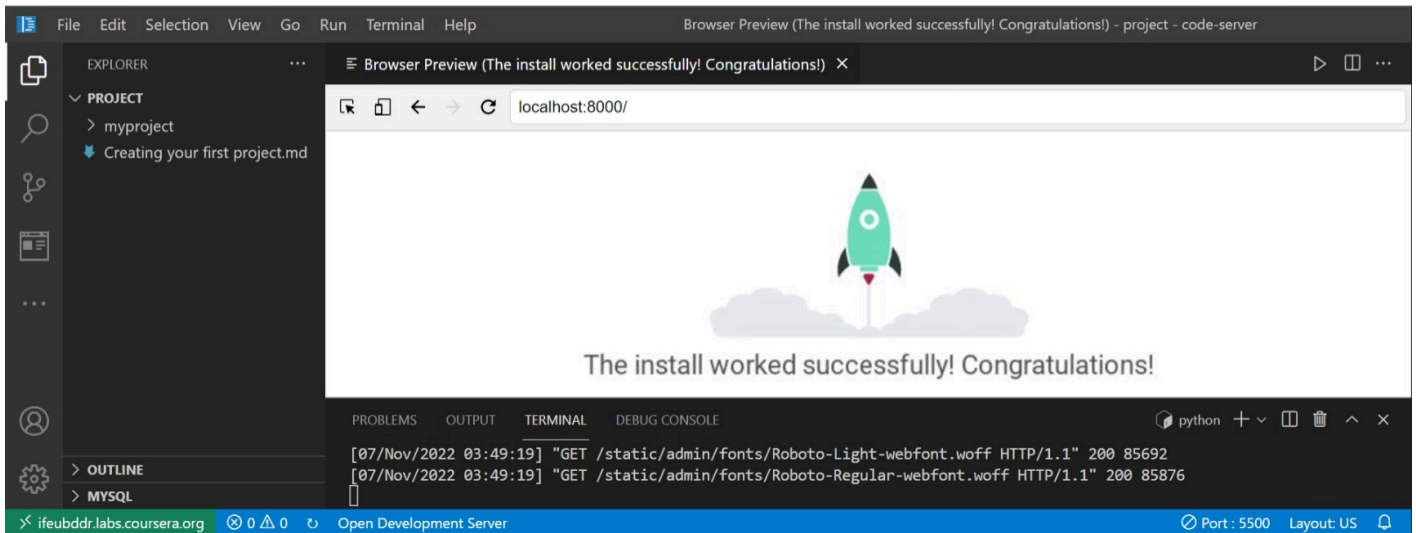 File Edit Selection View Go Run Terminal Help Browser Preview (The install worked successfully! Congratulations!) - project - code-server
EXPLORER
Browser Preview (The install worked successfully! Congratulations!)
PROJECT
myproject
Creating your first project.md
localhost:8000/
The install worked successfully! Congratulations!
PROBLEMS OUTPUT TERMINAL DEBUG CONSOLE python
[07/Nov/2022 03:49:19] "GET /static/admin/fonts/Roboto-Light-webfont.woff HTTP/1.1" 200 85692
[07/Nov/2022 03:49:19] "GET /static/admin/fonts/Roboto-Regular-webfont.woff HTTP/1.1" 200 85876
OUTLINE
MYSQL
ifeubddr.labs.coursera.org 0 0 Open Development Server Port : 5500 Layout: US